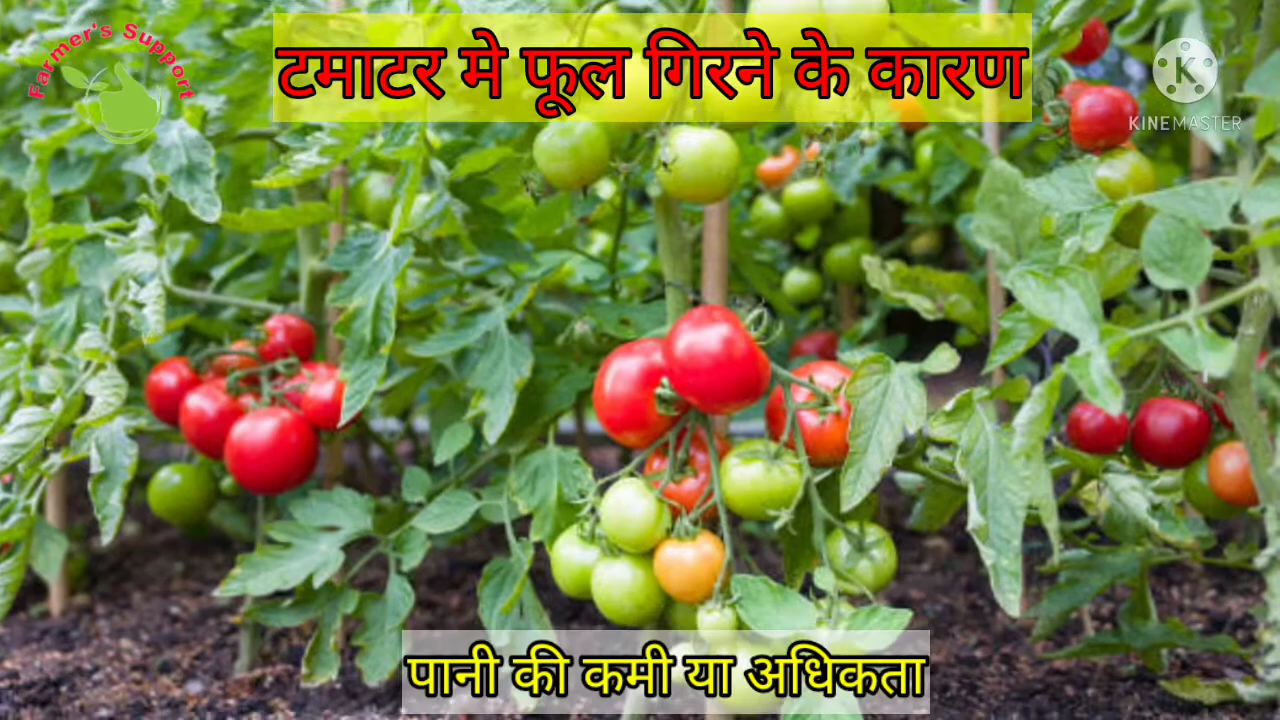 Farmer's Support
टमाटर मे फूल गिरने के कारण
K
KINEMASTER
पानी की कमी या अधिकता